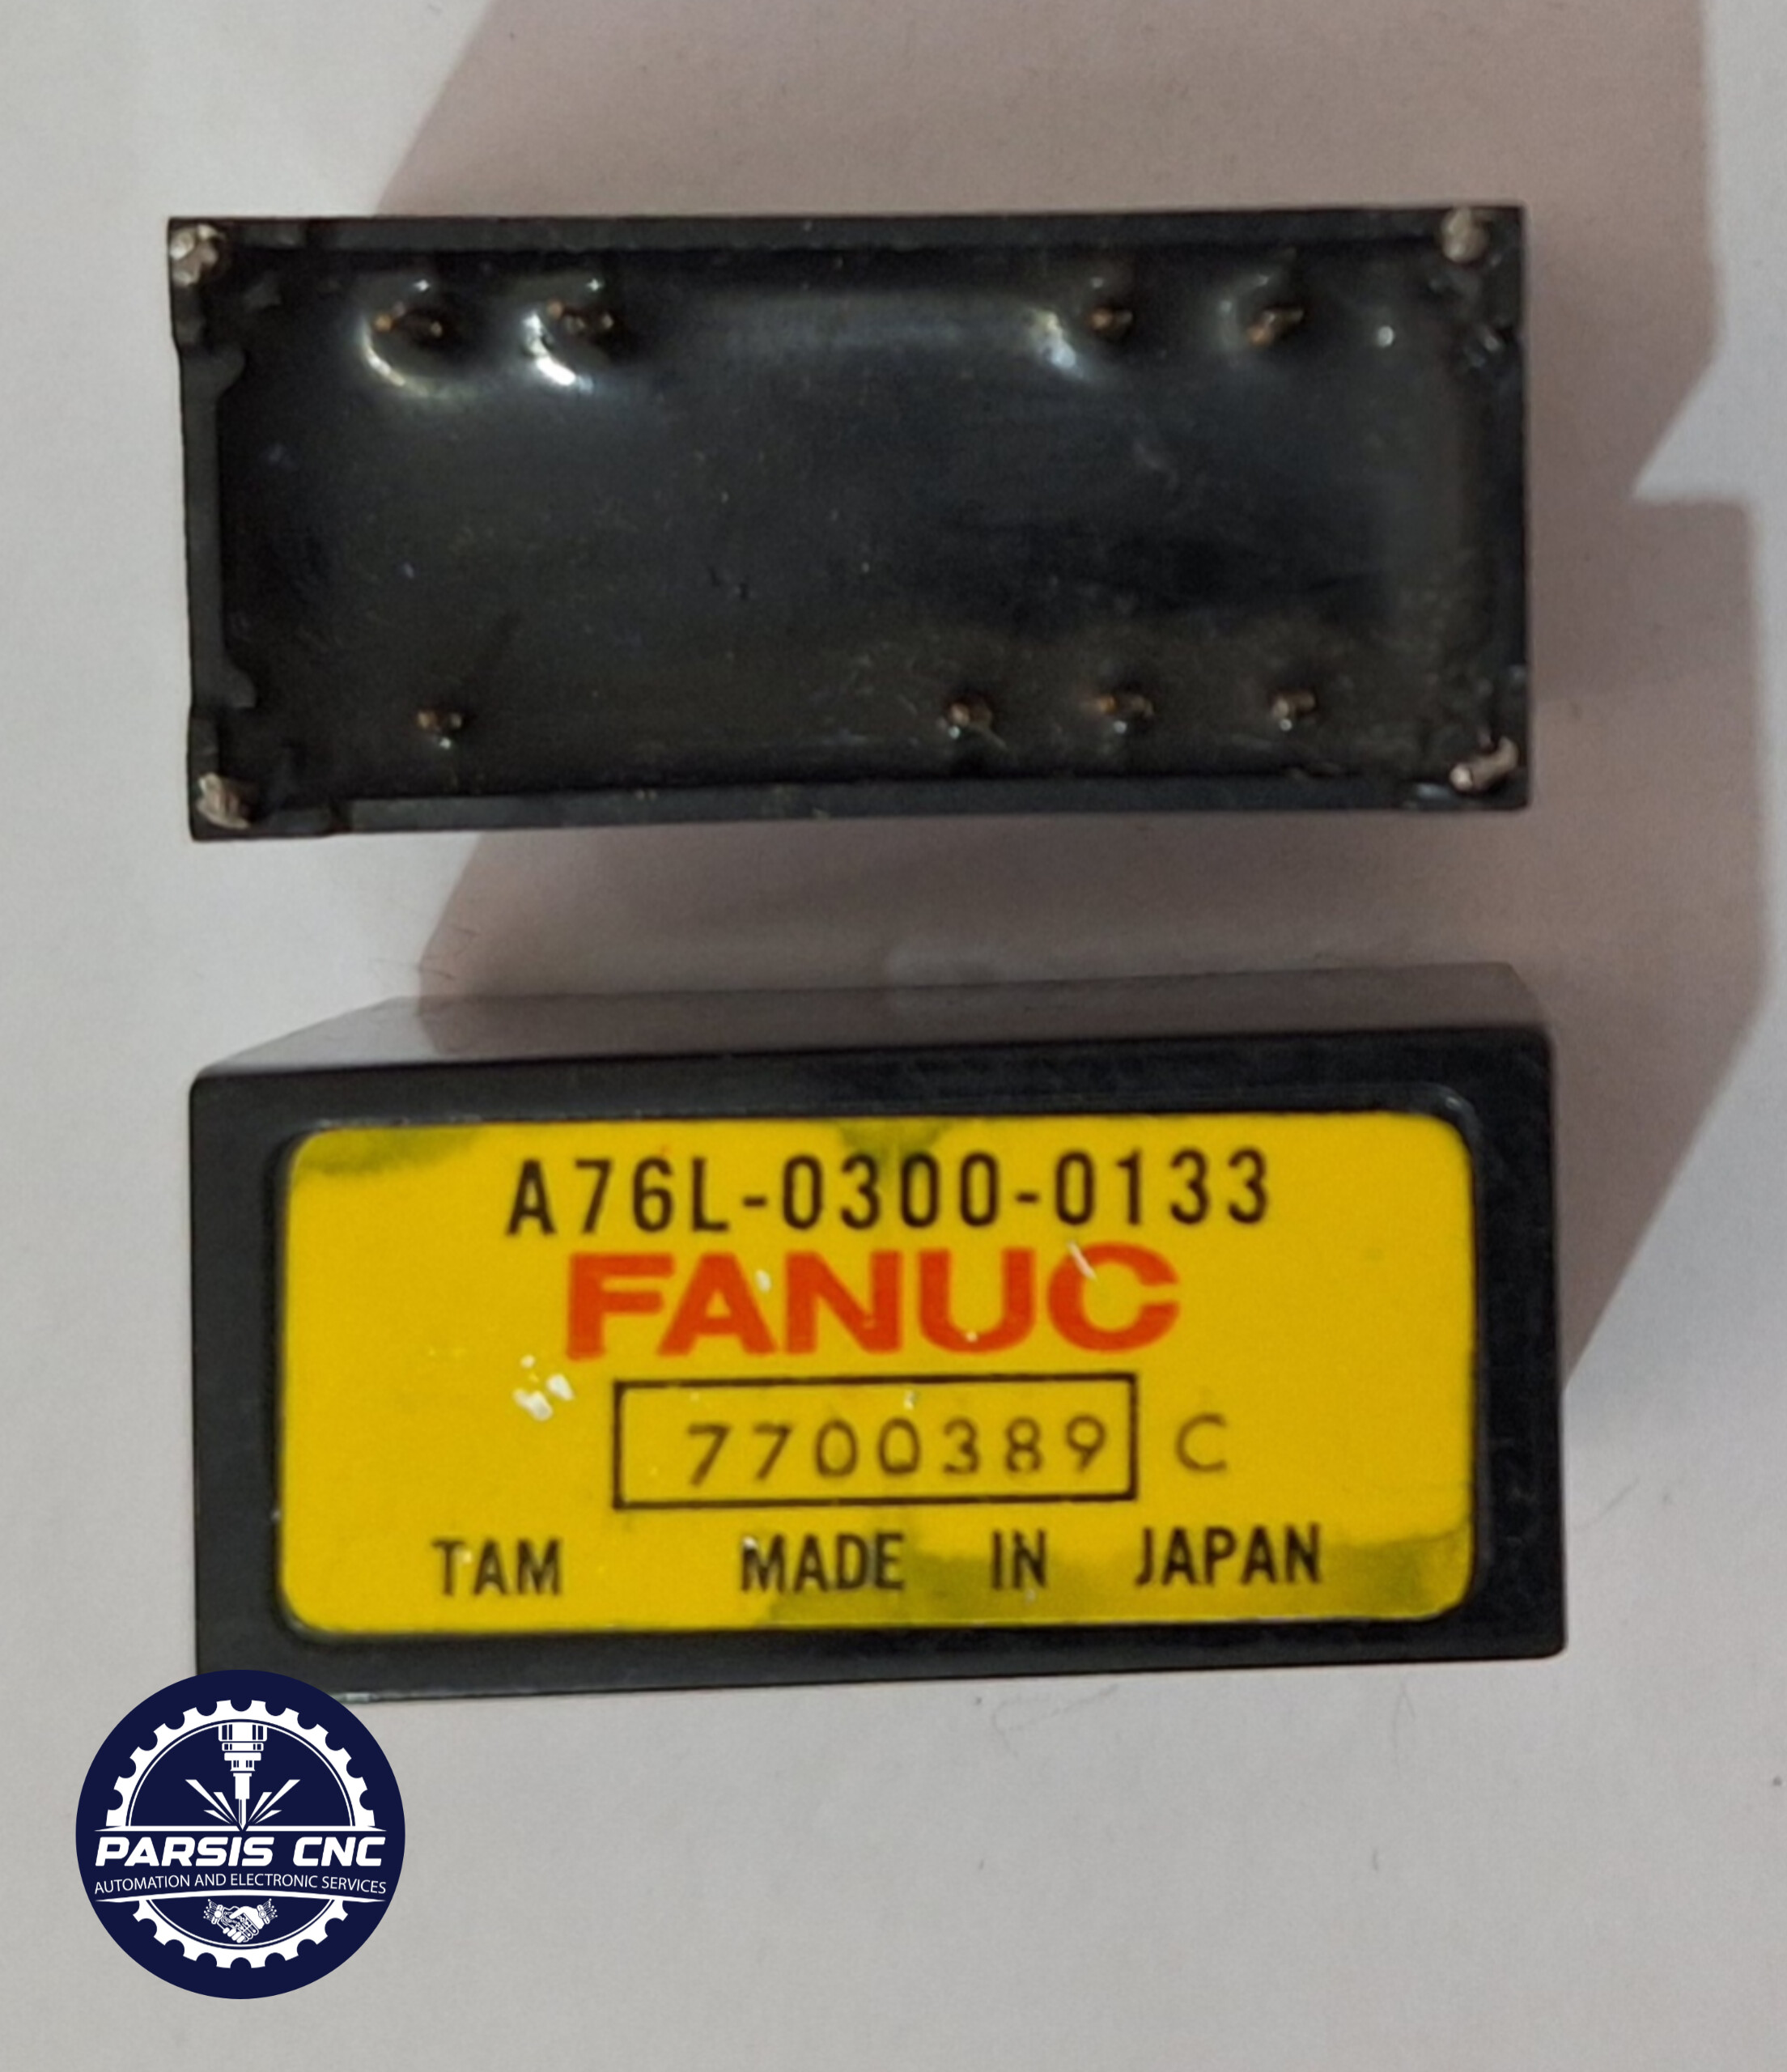 A76L-0300-0133
FANUC
7700389 C
TAM MADE IN JAPAN
PARSIS CNC
AUTOMATION AND ELECTRONIC SERVICES